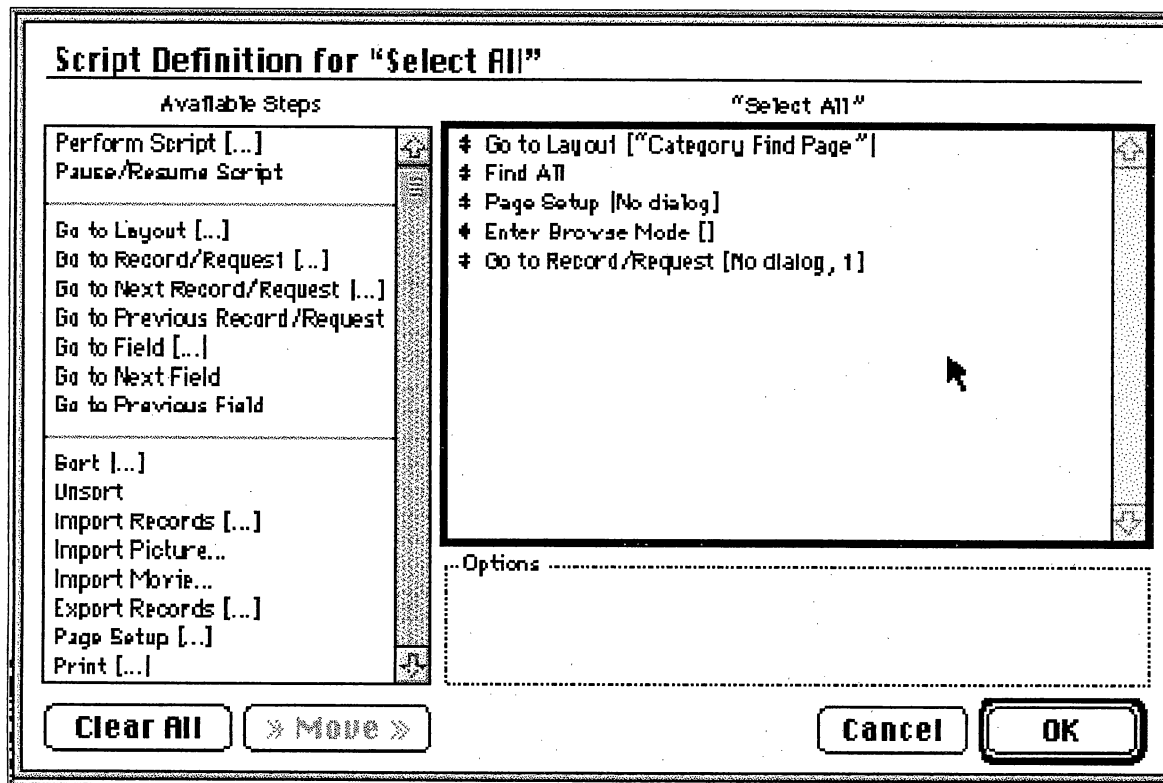 Script Definition for “Select All”
Available Steps
Perform Script [...]
Pause/Resume Script
Go to Layout [...]
Go to Record/Request [...]
Go to Next Record/Request [...]
Go to Previous Record/Request
Go to Field [...]
Go to Next Field
Go to Previous Field
Sort [...]
Unsort
Import Records [...]
Import Picture...
Import Movie...
Export Records [...]
Page Setup [...]
Print [...]
“Select All”
Go to Layout [“Category Find Page”]
Find All
Page Setup [No dialog]
Enter Browse Mode []
Go to Record/Request [No dialog, 1]
Options
Clear All
» Move »
Cancel
OK